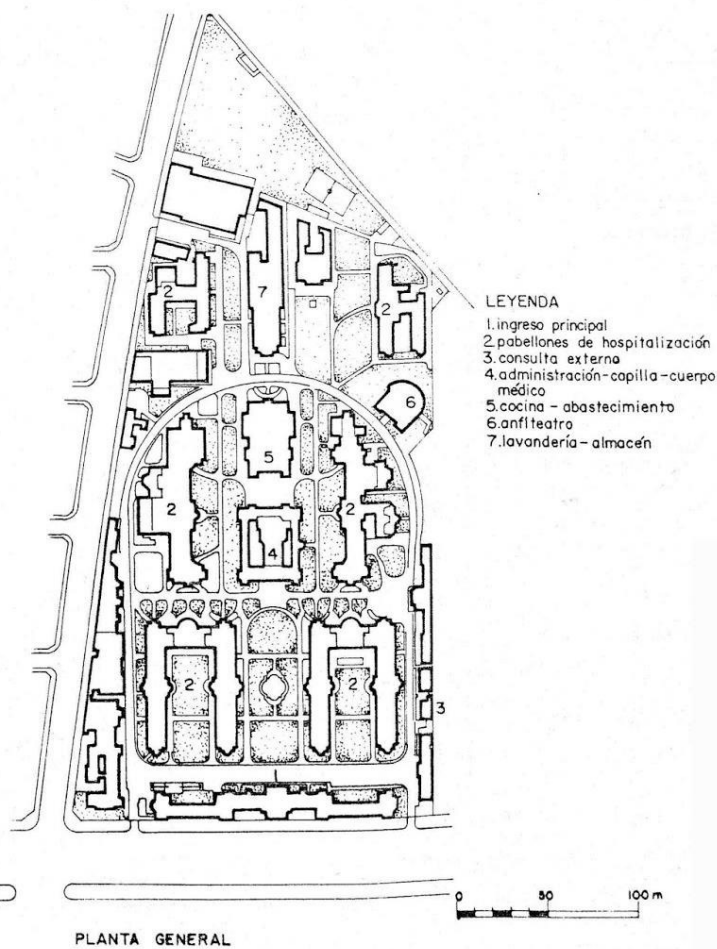 2
7
2
6
5
2
2
4
2
2
3
1
LEYENDA
1. ingreso principal
2. pabellones de hospitalización
3. consulta externa
4. administración-capilla-cuerpo
médico
5. cocina - abastecimiento
6. anfiteatro
7. lavandería - almacén
0 50 100 m
PLANTA GENERAL